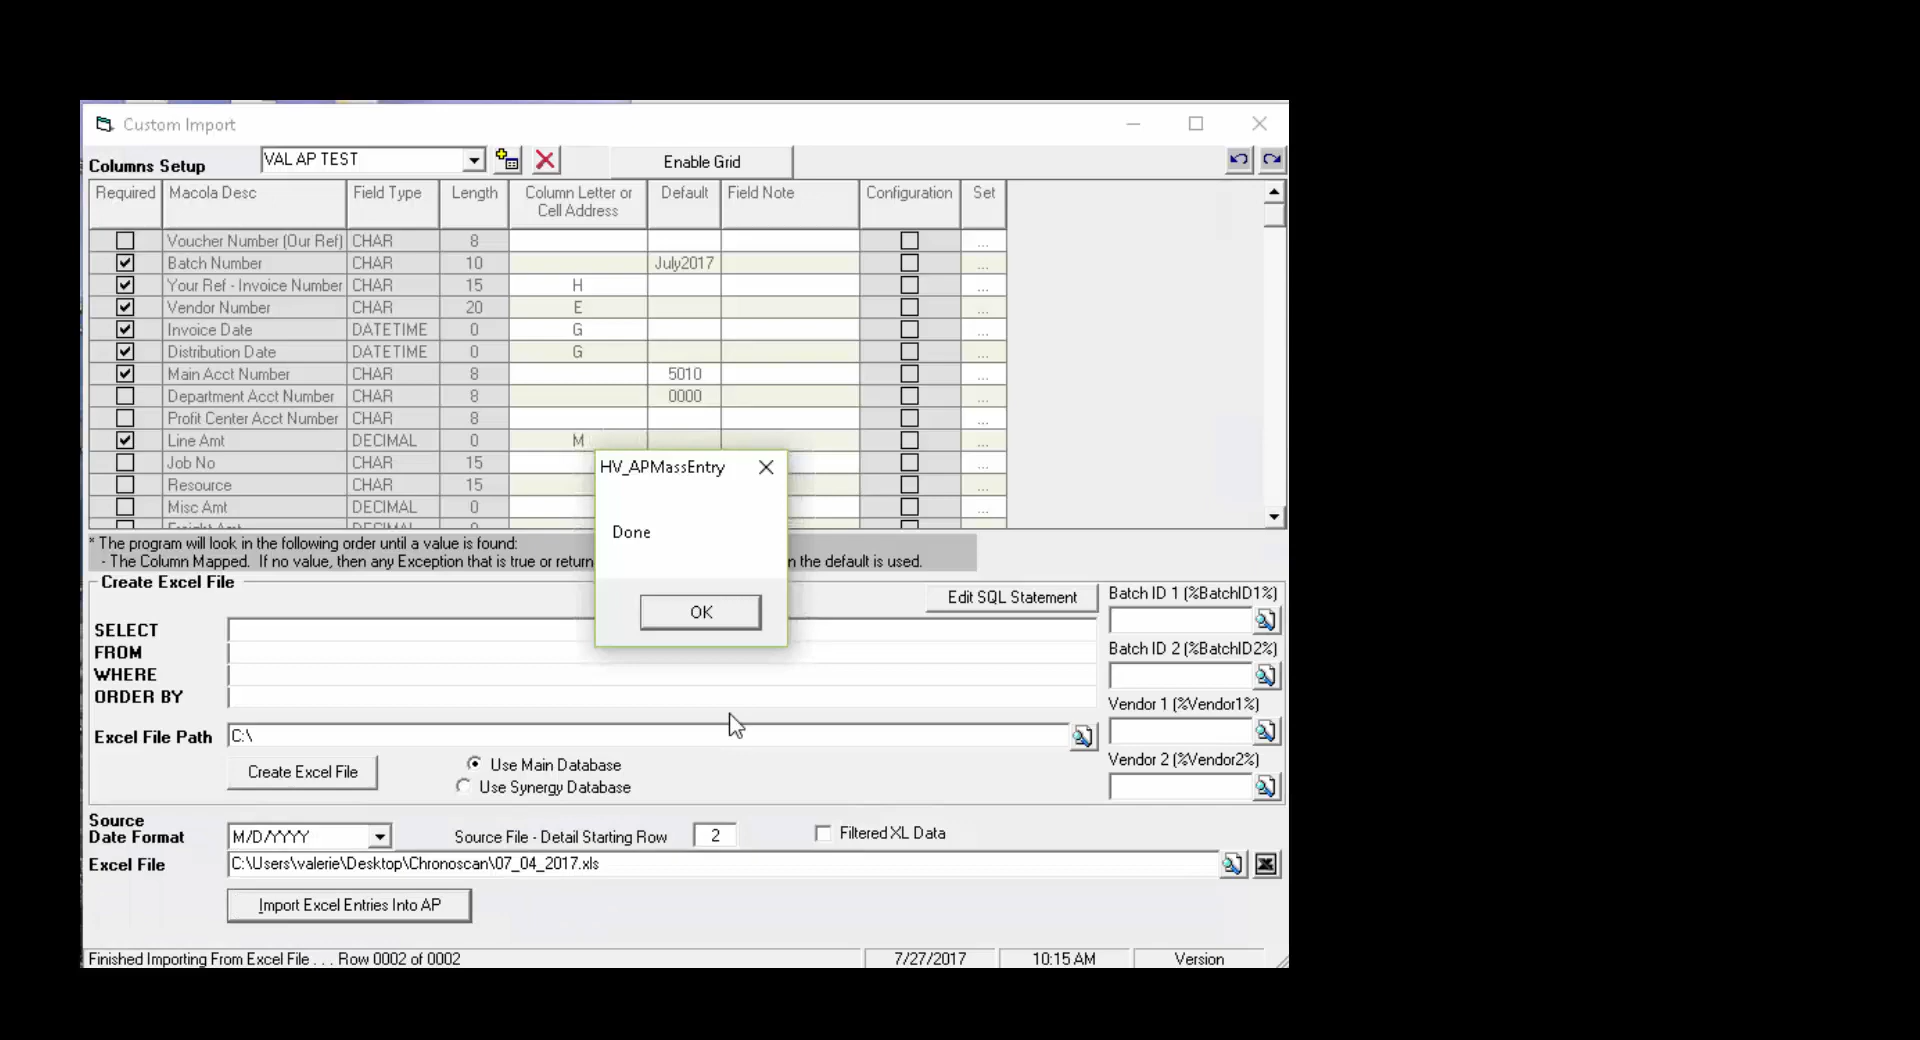 Custom Import
Columns Setup VAL AP TEST Enable Grid
Required Macola Desc Field Type Length Column Letter or Cell Address Default Field Note Configuration Set
Voucher Number (Our Ref) CHAR 8 ...
Batch Number CHAR 10 July2017 ...
Your Ref - Invoice Number CHAR 15 H ...
Vendor Number CHAR 20 E ...
Invoice Date DATETIME 0 G ...
Distribution Date DATETIME 0 G ...
Main Acct Number CHAR 8 5010 ...
Department Acct Number CHAR 8 0000 ...
Profit Center Acct Number CHAR 8 ...
Line Amt DECIMAL 0 M ...
Job No CHAR 15 ...
Resource CHAR 15 ...
Misc Amt DECIMAL 0 ...
HV_APMassEntry
Done
OK
* The program will look in the following order until a value is found:
- The Column Mapped. If no value, then any Exception that is true or return n the default is used.
Create Excel File
Edit SQL Statement
SELECT
FROM
WHERE
ORDER BY
Excel File Path C:\
Create Excel File
Use Main Database
Use Synergy Database
Batch ID 1 (%BatchID1%)
Batch ID 2 (%BatchID2%)
Vendor 1 (%Vendor1%)
Vendor 2 (%Vendor2%)
Source
Date Format M/D/YYYY Source File - Detail Starting Row 2 Filtered XL Data
Excel File C:\Users\valerie\Desktop\Chronoscan\07_04_2017.xls
Import Excel Entries Into AP
Finished Importing From Excel File . . . Row 0002 of 0002 7/27/2017 10:15 AM Version